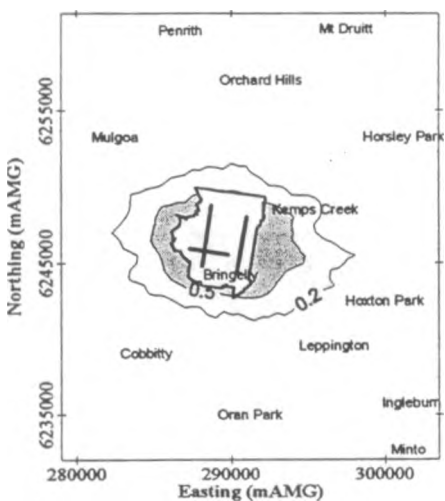 Penrith
Mt Druitt
Orchard Hills
6255000
Mulgoa
Horsley Park
Kemps Creek
Northing (mAMG)
6245000
Bringelly
0.5
0.2
Hoxton Park
Leppington
Cobbitty
6235000
Oran Park
Ingleburn
Minto
280000
290000
300000
Easting (mAMG)